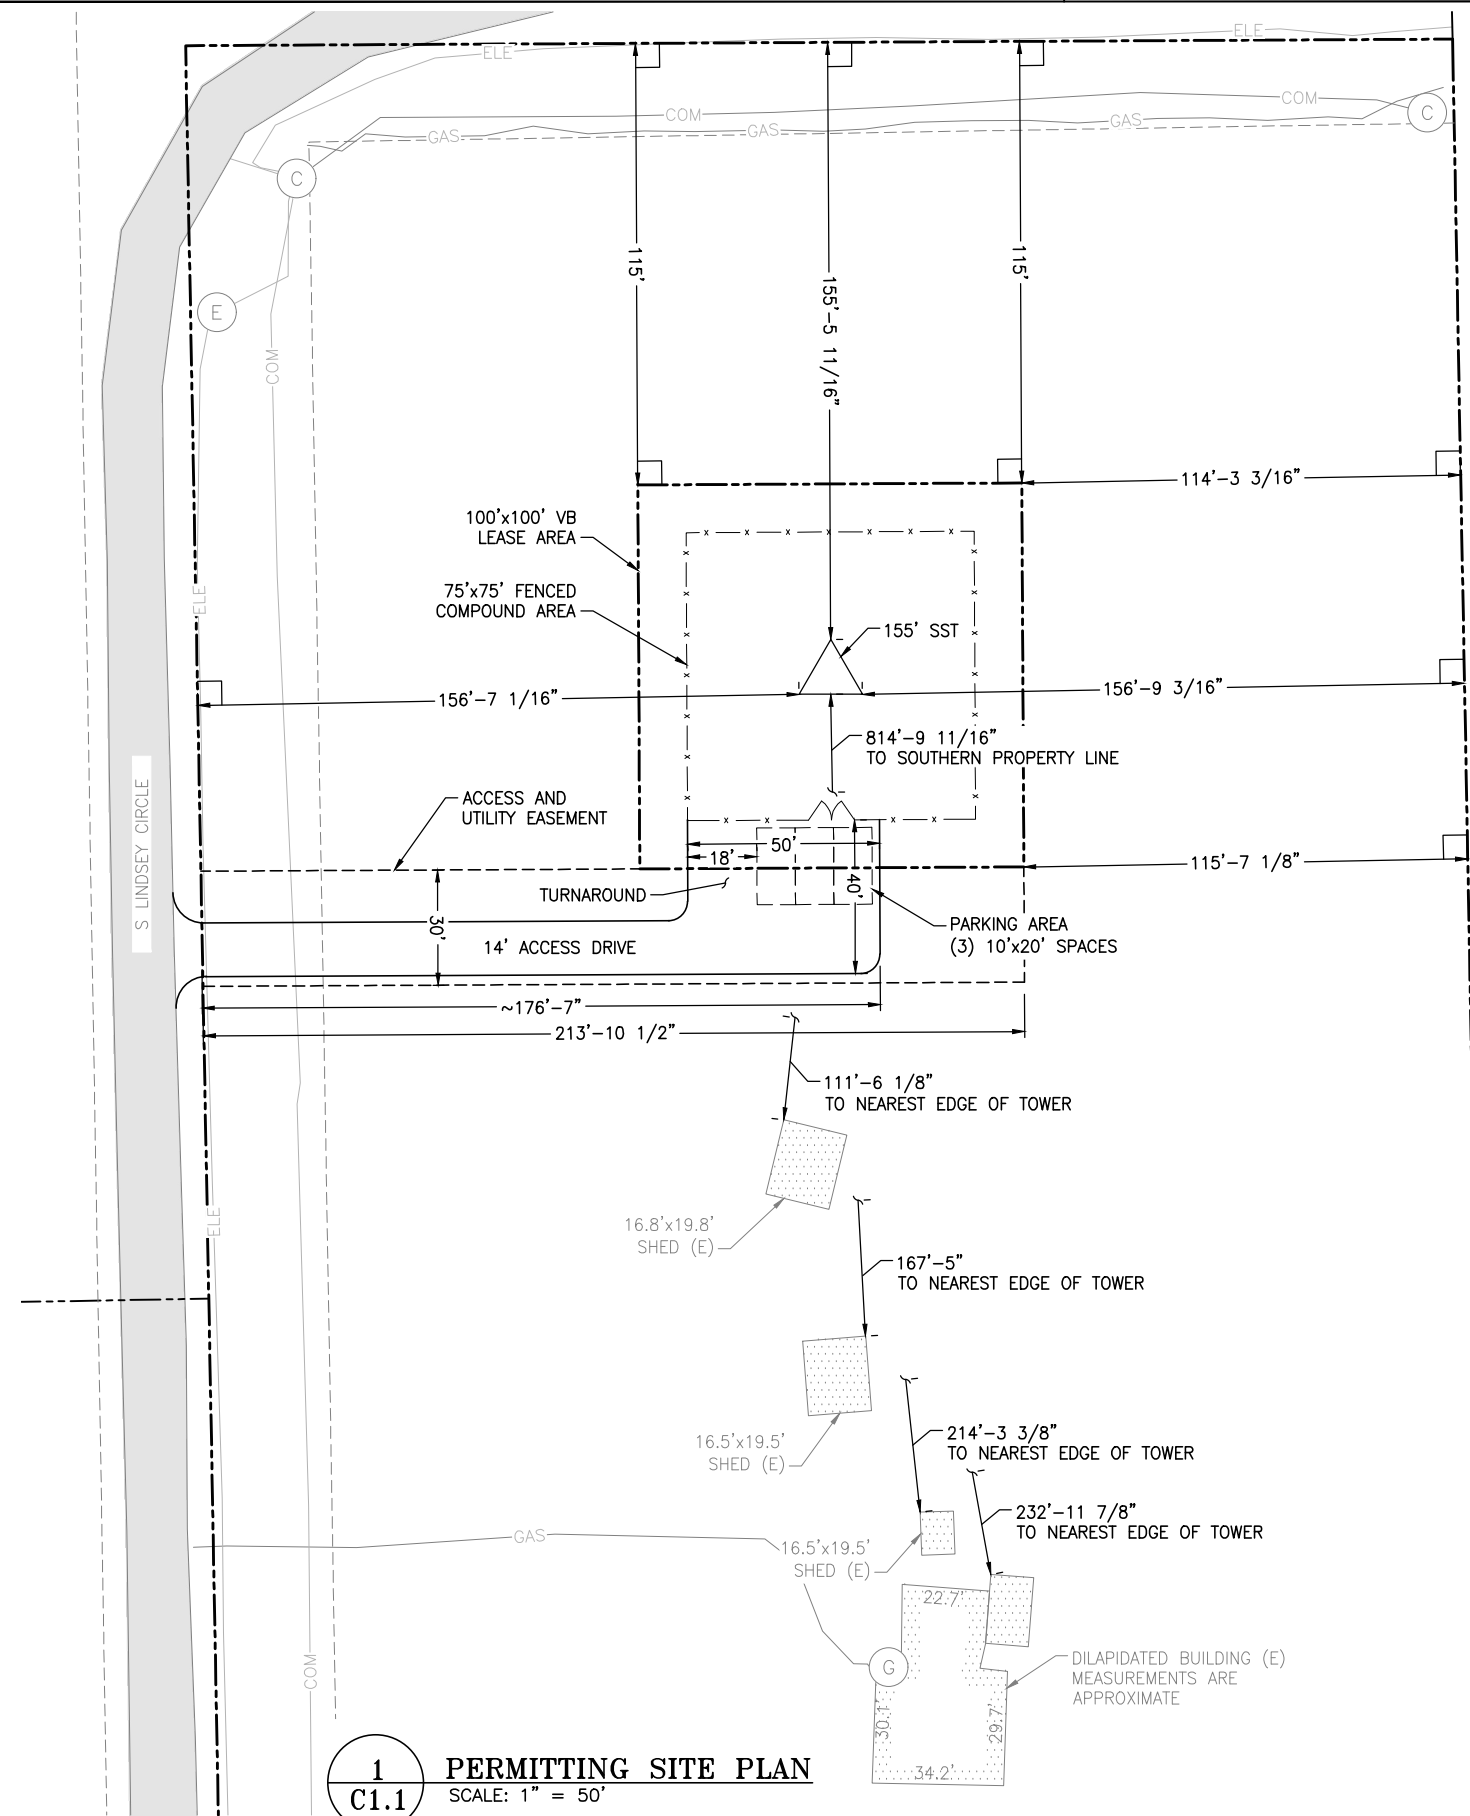 ELE
ELE
COM
COM
C
GAS
GAS
GAS
C
E
COM
115'
155'-5 11/16"
115'
114'-3 3/16"
100'x100' VB
LEASE AREA
75'x75' FENCED
COMPOUND AREA
155' SST
156'-7 1/16"
156'-9 3/16"
ELE
814'-9 11/16"
TO SOUTHERN PROPERTY LINE
S LINDSEY CIRCLE
ACCESS AND
UTILITY EASEMENT
50'
18'
115'-7 1/8"
TURNAROUND
40'
30'
PARKING AREA
(3) 10'x20' SPACES
14' ACCESS DRIVE
~176'-7"
213'-10 1/2"
111'-6 1/8"
TO NEAREST EDGE OF TOWER
16.8'x19.8'
SHED (E)
ELE
167'-5"
TO NEAREST EDGE OF TOWER
16.5'x19.5'
SHED (E)
214'-3 3/8"
TO NEAREST EDGE OF TOWER
232'-11 7/8"
TO NEAREST EDGE OF TOWER
GAS
16.5'x19.5'
SHED (E)
22.7'
G
DILAPIDATED BUILDING (E)
MEASUREMENTS ARE
APPROXIMATE
COM
30.1'
29.7'
34.2'
1
C1.1
PERMITTING SITE PLAN
SCALE: 1" = 50'